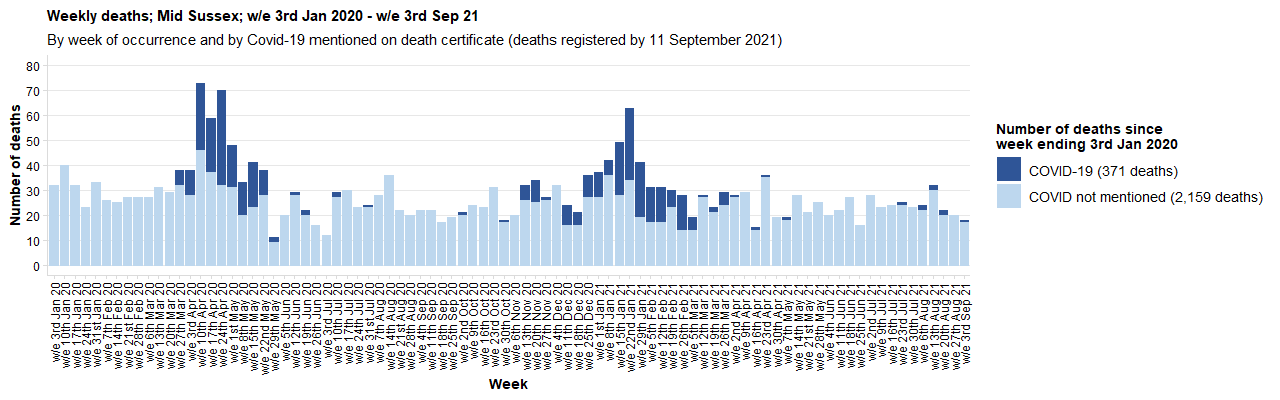 Weekly deaths; Mid Sussex; w/e 3rd Jan 2020 - w/e 3rd Sep 21
By week of occurrence and by Covid-19 mentioned on death certificate (deaths registered by 11 September 2021)
Number of deaths
80
70
60
50
40
30
20
10
0
w/e 3rd Jan 20
w/e 10th Jan 20
w/e 17th Jan 20
w/e 24th Jan 20
w/e 31st Jan 20
w/e 7th Feb 20
w/e 14th Feb 20
w/e 21st Feb 20
w/e 28th Feb 20
w/e 6th Mar 20
w/e 13th Mar 20
w/e 20th Mar 20
w/e 27th Mar 20
w/e 3rd Apr 20
w/e 10th Apr 20
w/e 17th Apr 20
w/e 24th Apr 20
w/e 1st May 20
w/e 8th May 20
w/e 15th May 20
w/e 22nd May 20
w/e 29th May 20
w/e 5th Jun 20
w/e 12th Jun 20
w/e 19th Jun 20
w/e 26th Jun 20
w/e 3rd Jul 20
w/e 10th Jul 20
w/e 17th Jul 20
w/e 24th Jul 20
w/e 31st Jul 20
w/e 7th Aug 20
w/e 14th Aug 20
w/e 21st Aug 20
w/e 28th Aug 20
w/e 4th Sep 20
w/e 11th Sep 20
w/e 18th Sep 20
w/e 25th Sep 20
w/e 2nd Oct 20
w/e 9th Oct 20
w/e 16th Oct 20
w/e 23rd Oct 20
w/e 30th Oct 20
w/e 6th Nov 20
w/e 13th Nov 20
w/e 20th Nov 20
w/e 27th Nov 20
w/e 4th Dec 20
w/e 11th Dec 20
w/e 18th Dec 20
w/e 25th Dec 20
w/e 1st Jan 21
w/e 8th Jan 21
w/e 15th Jan 21
w/e 22nd Jan 21
w/e 29th Jan 21
w/e 5th Feb 21
w/e 12th Feb 21
w/e 19th Feb 21
w/e 26th Feb 21
w/e 5th Mar 21
w/e 12th Mar 21
w/e 19th Mar 21
w/e 26th Mar 21
w/e 2nd Apr 21
w/e 9th Apr 21
w/e 16th Apr 21
w/e 23rd Apr 21
w/e 30th Apr 21
w/e 7th May 21
w/e 14th May 21
w/e 21st May 21
w/e 28th May 21
w/e 4th Jun 21
w/e 11th Jun 21
w/e 18th Jun 21
w/e 25th Jun 21
w/e 2nd Jul 21
w/e 9th Jul 21
w/e 16th Jul 21
w/e 23rd Jul 21
w/e 30th Jul 21
w/e 6th Aug 21
w/e 13th Aug 21
w/e 20th Aug 21
w/e 27th Aug 21
w/e 3rd Sep 21
Week
Number of deaths since
week ending 3rd Jan 2020
COVID-19 (371 deaths)
COVID not mentioned (2,159 deaths)